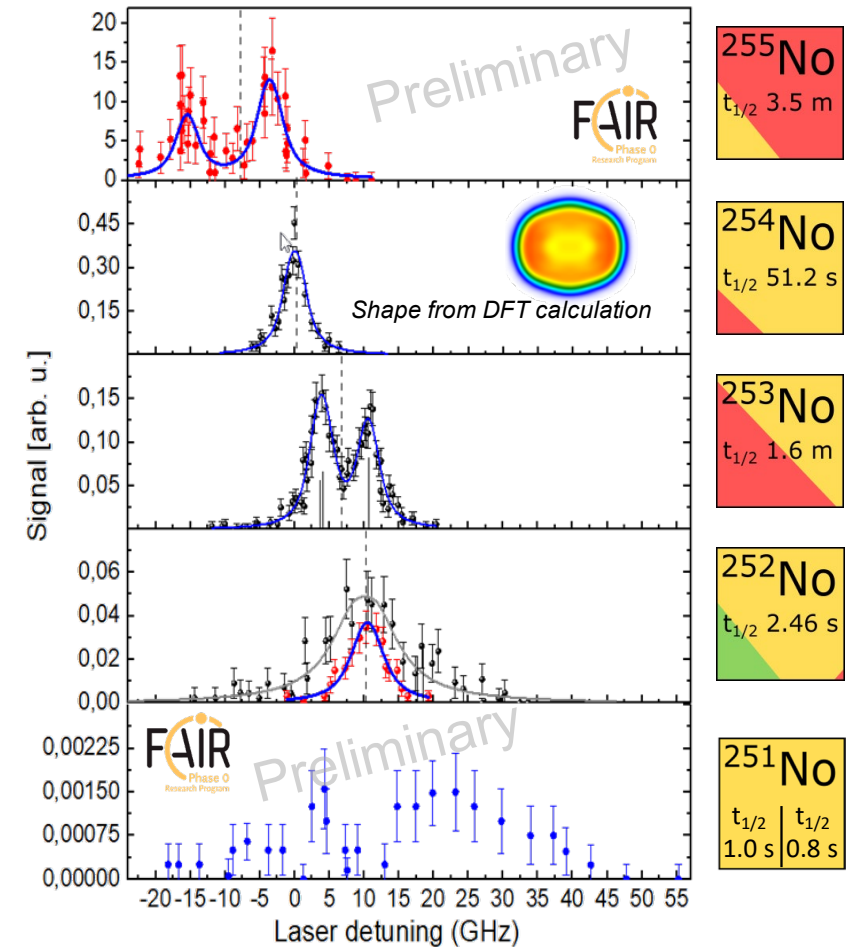 Signal [arb. u.]
20
15
10
5
0
Preliminary
FAIR
Phase 0
Research Program
255No
t1/2 3.5 m
0,45
0,30
0,15
Shape from DFT calculation
254No
t1/2 51.2 s
0,15
0,10
0,05
253No
t1/2 1.6 m
0,06
0,04
0,02
0.00
252No
t1/2 2.46 s
0,00225
0,00150
0,00075
0,00000
FAIR
Phase 0
Research Program
Preliminary
251No
t1/2 t1/2
1.0 s 0.8 s
-20 -15 -10 -5 0 5 10 15 20 25 30 35 40 45 50 55
Laser detuning (GHz)